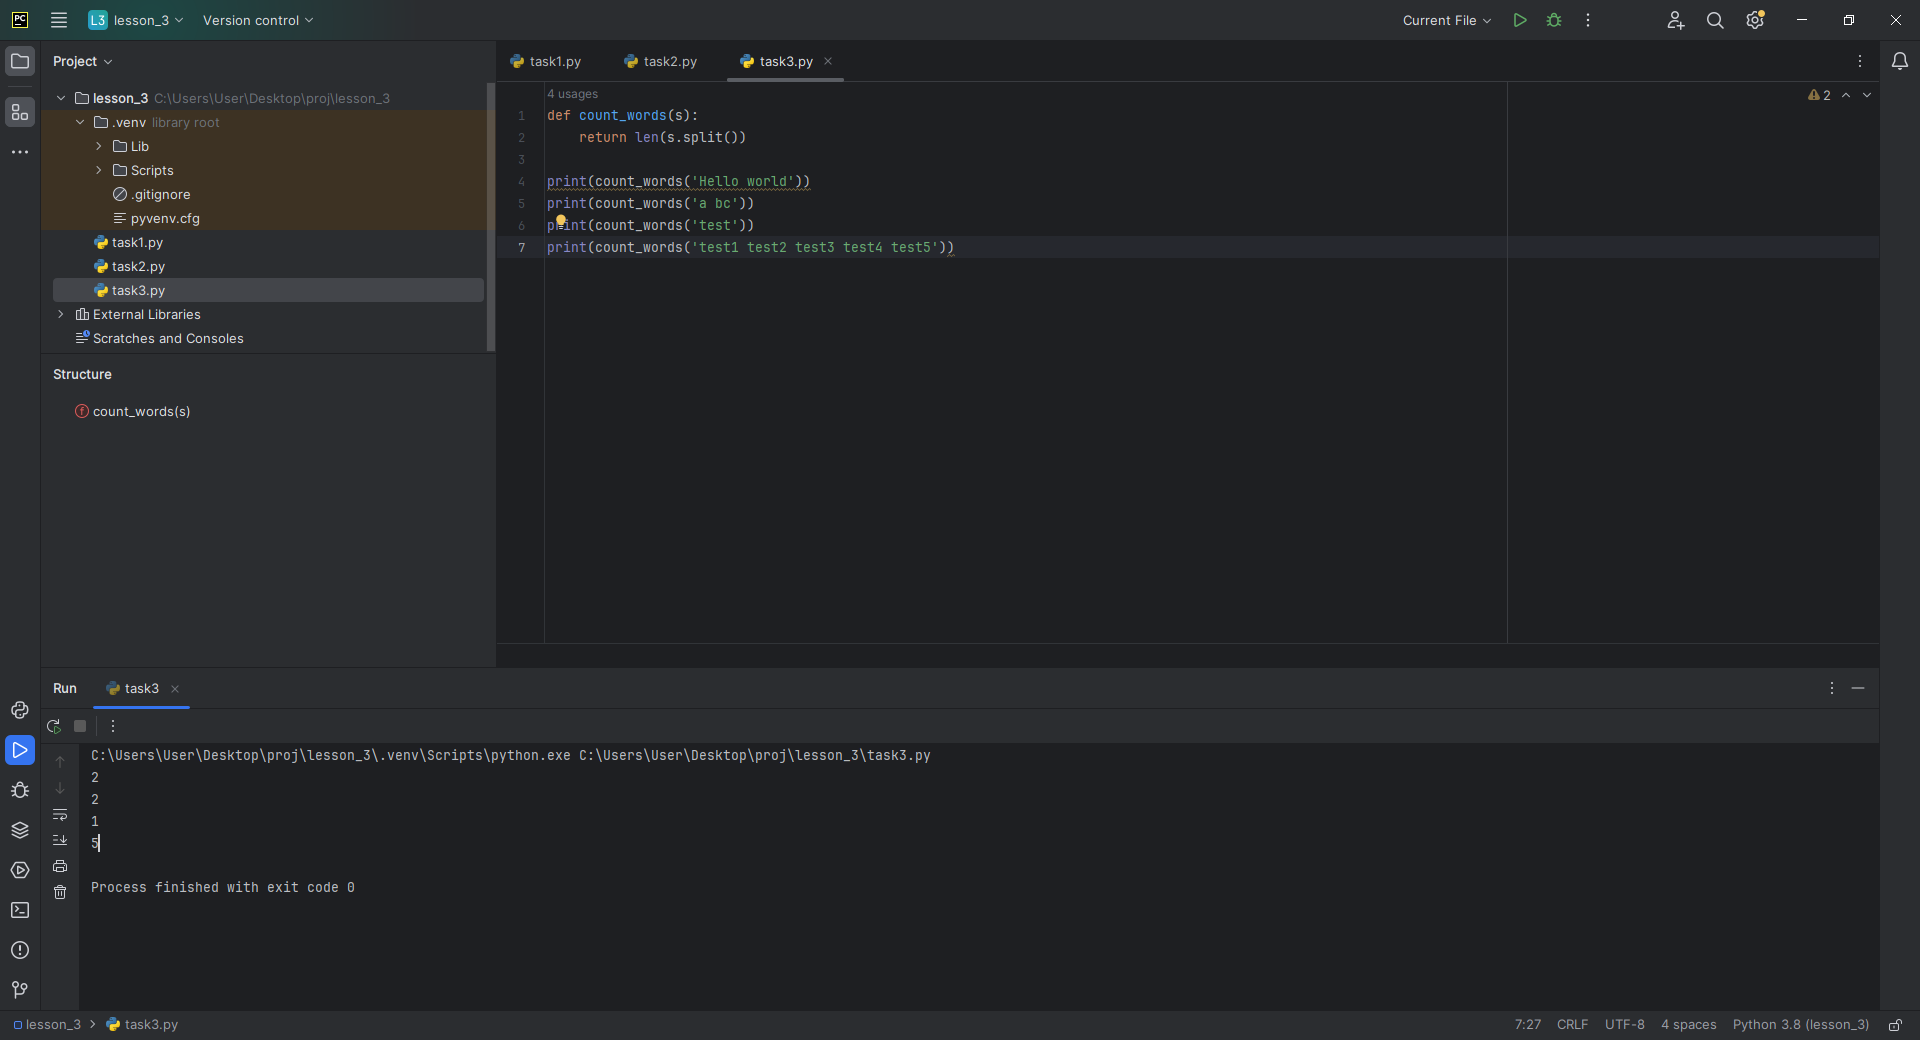 PC
L3 lesson_3
Version control
Current File
Project
lesson_3 C:\Users\User\Desktop\proj\lesson_3
.venv library root
Lib
Scripts
.gitignore
pyvenv.cfg
task1.py
task2.py
task3.py
External Libraries
Scratches and Consoles
Structure
f count_words(s)
task1.py
task2.py
task3.py
4 usages
2
1 def count_words(s):
2 return len(s.split())
3
4 print(count_words('Hello world'))
5 print(count_words('a bc'))
6 print(count_words('test'))
7 print(count_words('test1 test2 test3 test4 test5'))
Run
task3
C:\Users\User\Desktop\proj\lesson_3\.venv\Scripts\python.exe C:\Users\User\Desktop\proj\lesson_3\task3.py
2
2
1
5
Process finished with exit code 0
lesson_3 > task3.py
7:27 CRLF UTF-8 4 spaces Python 3.8 (lesson_3)